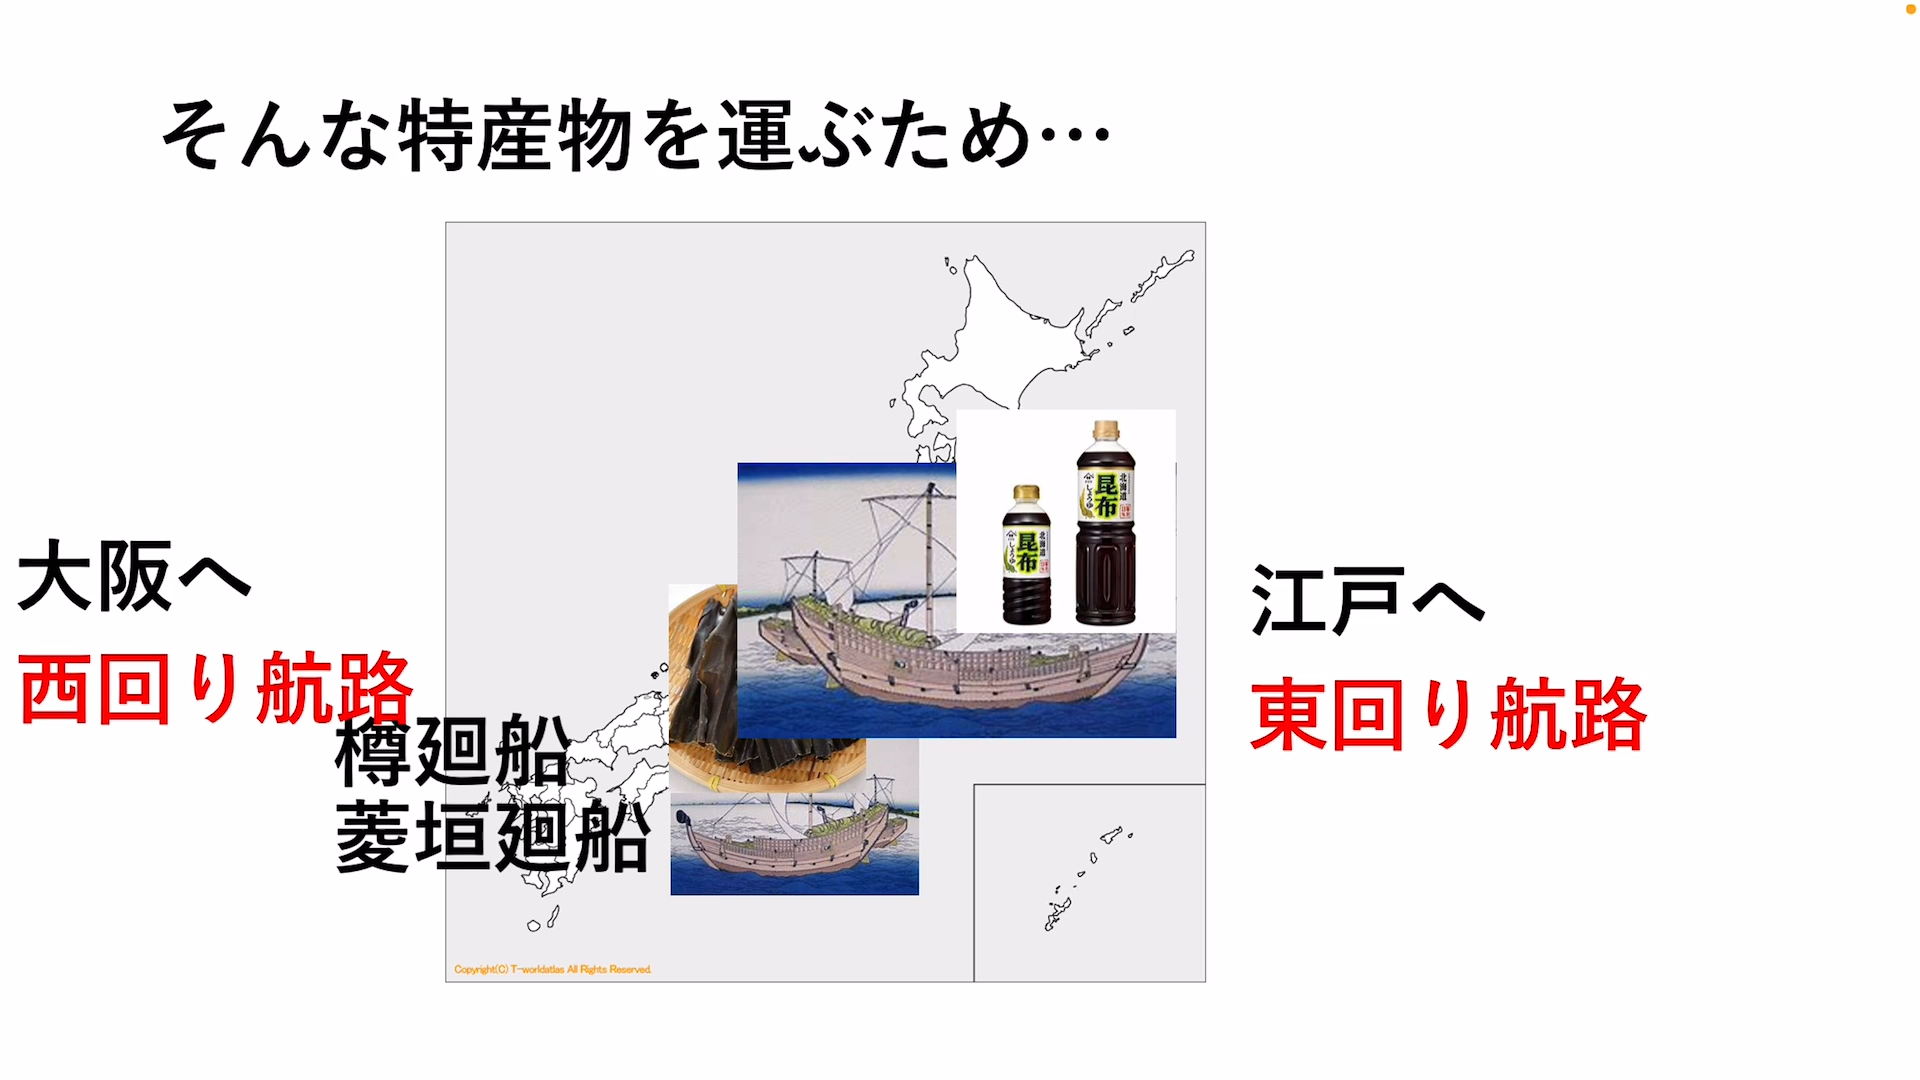 そんな特産物を運ぶため…
北海道
昆布
しょうゆ
北海道
昆布
しょうゆ
大阪へ
西回り航路
江戸へ
東回り航路
樽廻船
菱垣廻船
Copyright(C) T-worldatlas All Rights Reserved.